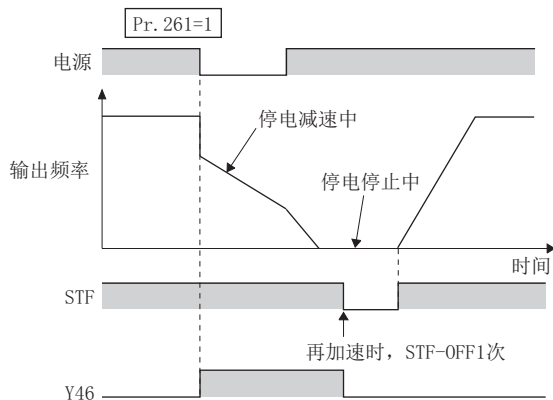 Pr.261=1
电源
停电减速中
输出频率
停电停止中
时间
STF
再加速时，STF-OFF1次
Y46